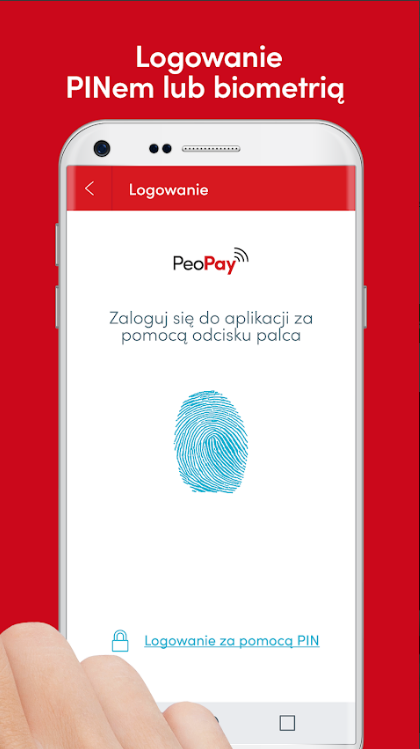 Logowanie
PINem lub biometrią
Logowanie
PeoPay
Zaloguj się do aplikacji za
pomocą odcisku palca
Logowanie za pomocą PIN